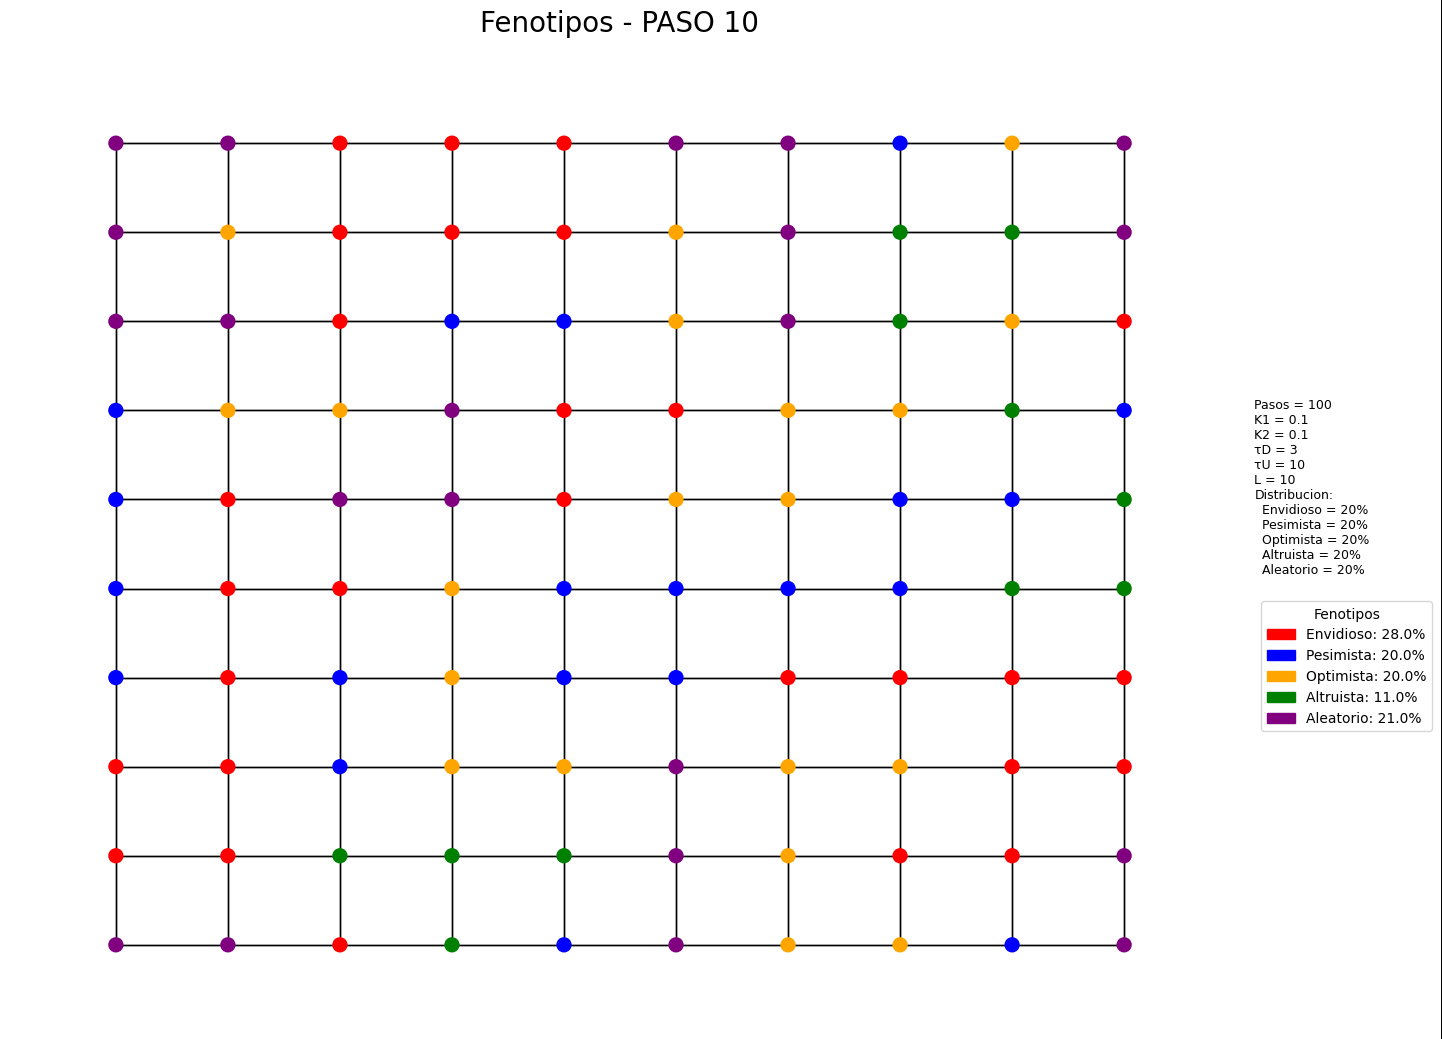 Fenotipos - PASO 10
Pasos = 100
K1 = 0.1
K2 = 0.1
τD = 3
τU = 10
L = 10
Distribucion:
Envidioso = 20%
Pesimista = 20%
Optimista = 20%
Altruista = 20%
Aleatorio = 20%
Fenotipos
Envidioso: 28.0%
Pesimista: 20.0%
Optimista: 20.0%
Altruista: 11.0%
Aleatorio: 21.0%